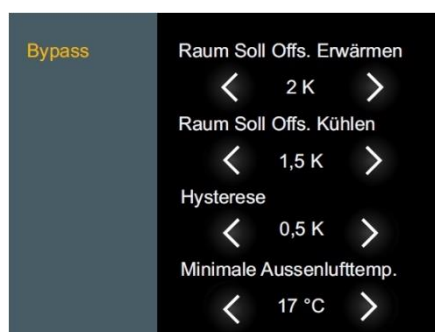 Bypass
Raum Soll Offs. Erwärmen
2 K
Raum Soll Offs. Kühlen
1,5 K
Hysterese
0,5 K
Minimale Aussenlufttemp.
17 °C